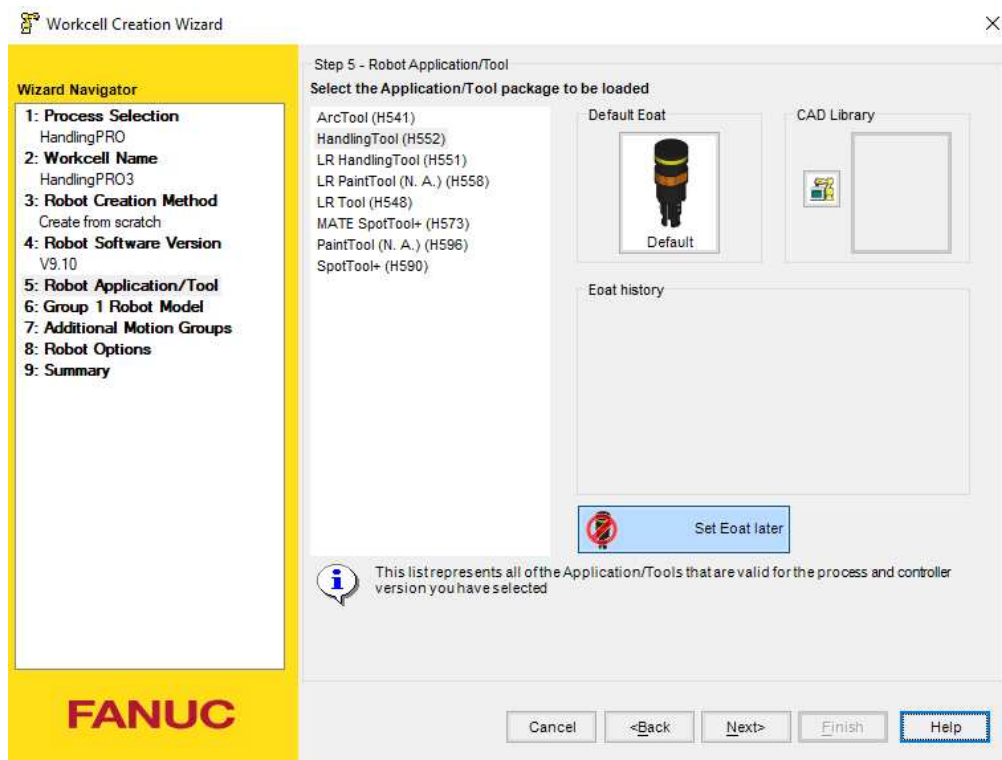 Workcell Creation Wizard
Wizard Navigator
1: Process Selection
HandlingPRO
2: Workcell Name
HandlingPRO3
3: Robot Creation Method
Create from scratch
4: Robot Software Version
V9.10
5: Robot Application/Tool
6: Group 1 Robot Model
7: Additional Motion Groups
8: Robot Options
9: Summary
FANUC
Step 5 - Robot Application/Tool
Select the Application/Tool package to be loaded
ArcTool (H541)
HandlingTool (H552)
LR HandlingTool (H551)
LR PaintTool (N. A.) (H558)
LR Tool (H548)
MATE SpotTool+ (H573)
PaintTool (N. A.) (H596)
SpotTool+ (H590)
Default Eoat
Default
CAD Library
Eoat history
Set Eoat later
This list represents all of the Application/Tools that are valid for the process and controller
version you have selected
Cancel
<Back
Next>
Finish
Help